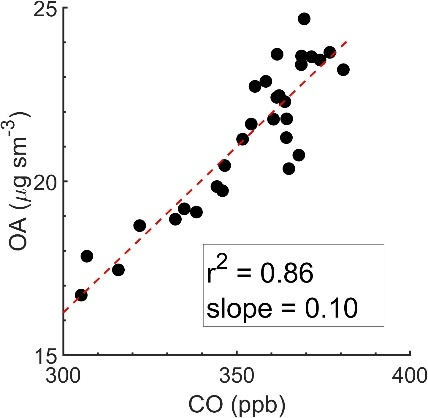 25
20
15
OA (μg sm⁻³)
r² = 0.86
slope = 0.10
300 350 400
CO (ppb)